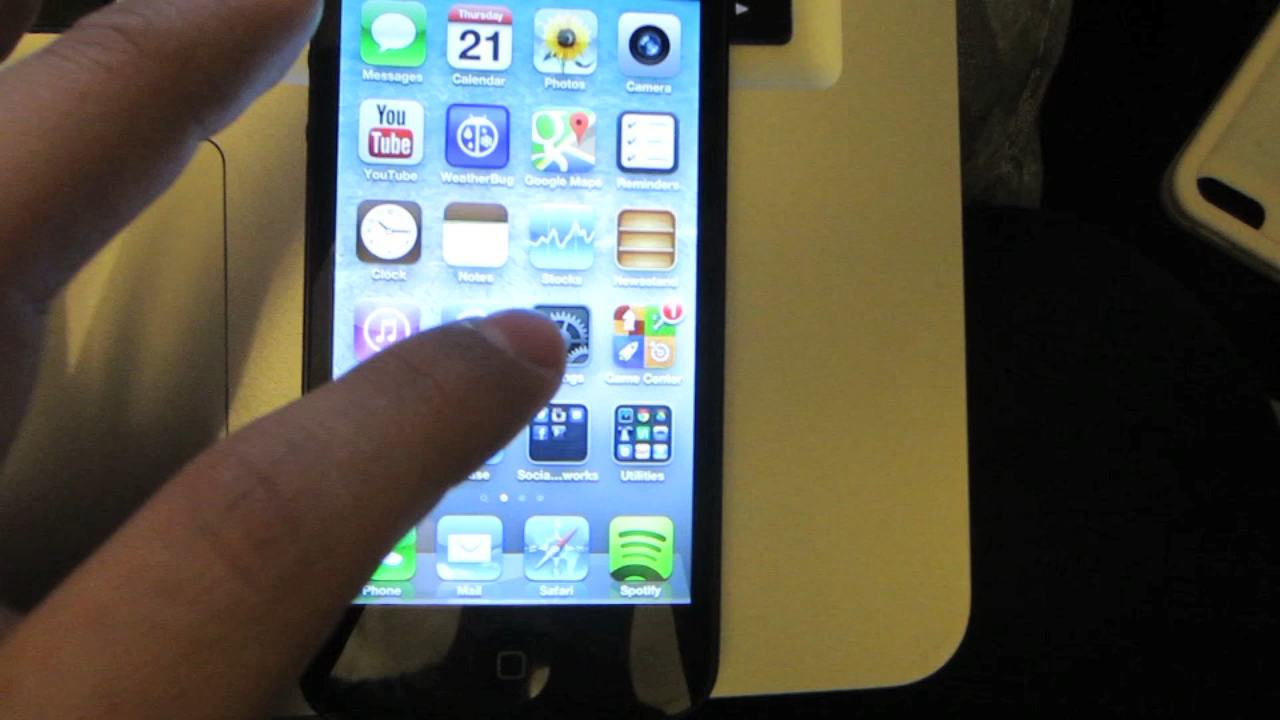 Thursday
21
Messages
Calendar
Photos
Camera
You
Tube
YouTube
WeatherBug
Google Maps
Reminders
Clock
Notes
Stocks
Newsstand
1
Game Center
Socia...works
Utilities
Phone
Mail
Safari
Spotify